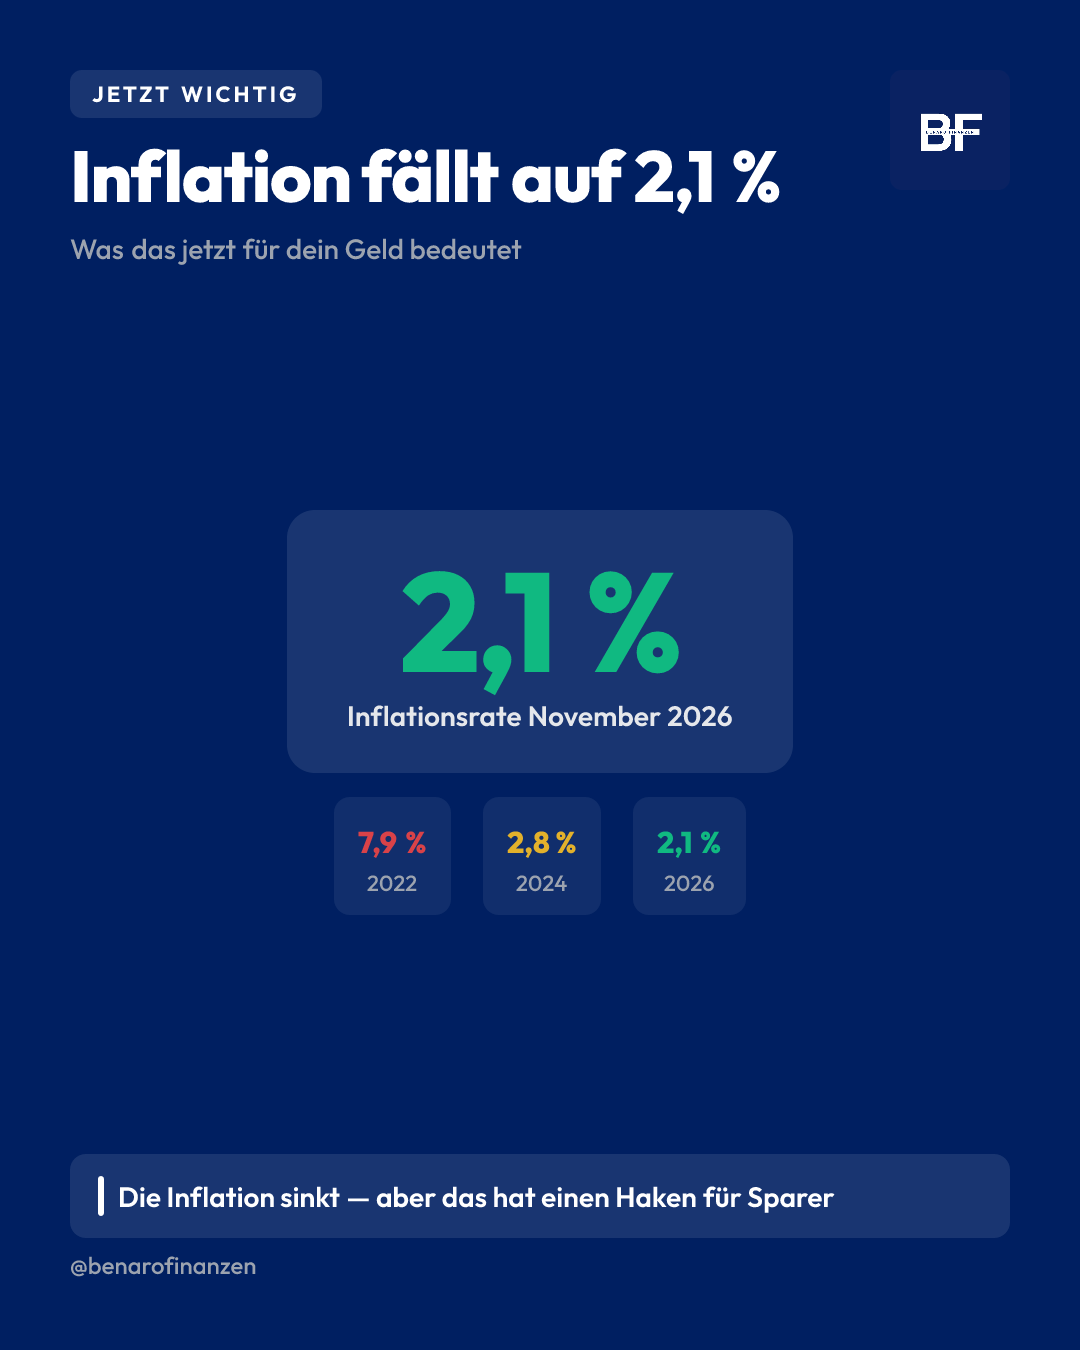 JETZT WICHTIG
BF
Inflation fällt auf 2,1 %
Was das jetzt für dein Geld bedeutet
2,1 %
Inflationsrate November 2026
7,9 %
2022
2,8 %
2024
2,1 %
2026
Die Inflation sinkt — aber das hat einen Haken für Sparer
@benarofinanzen